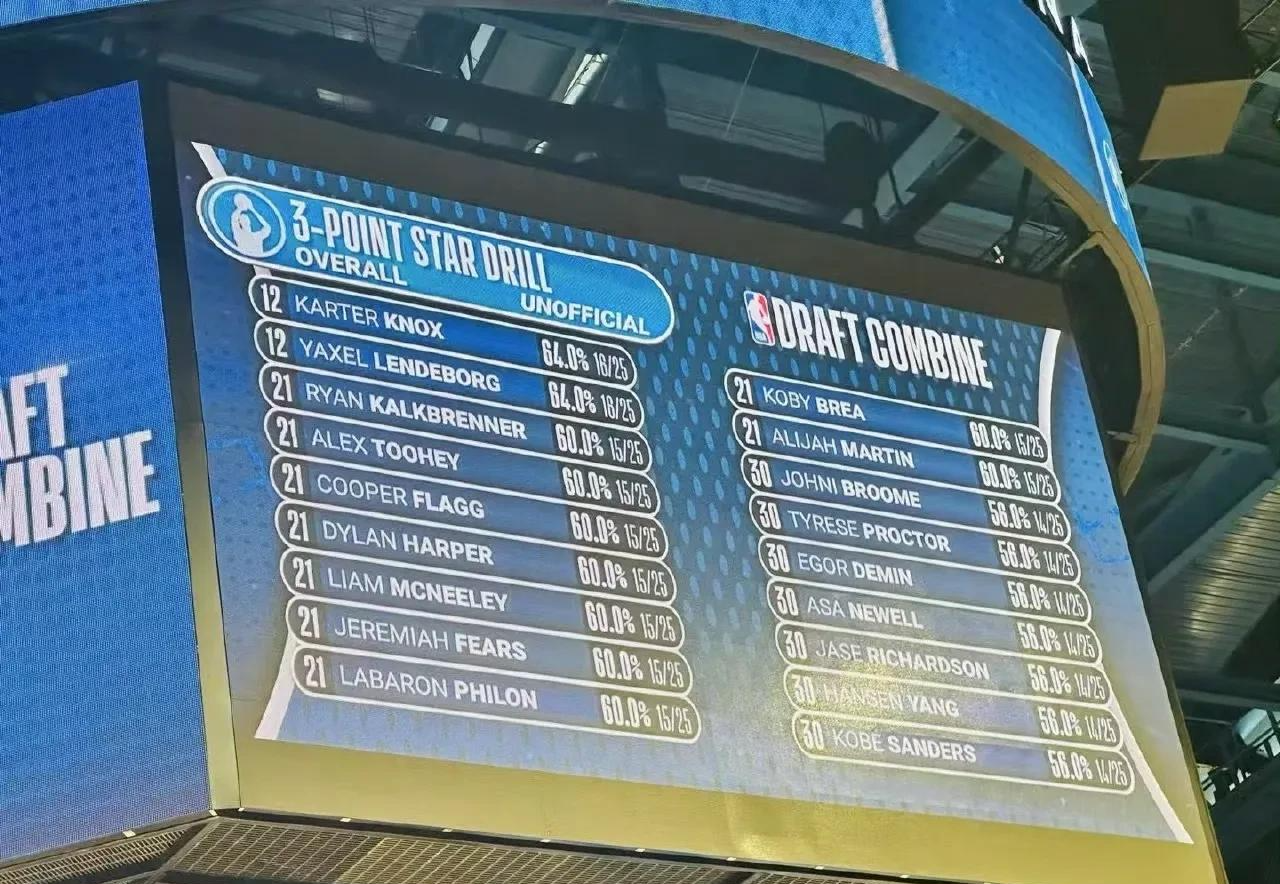 AFT
MBINE
3-POINT STAR DRILL
OVERALL
UNOFFICIAL
12 KARTER KNOX 64.0% 16/25
12 YAXEL LENDEBORG 64.0% 16/25
21 RYAN KALKBRENNER 60.0% 15/25
21 ALEX TOOHEY 60.0% 15/25
21 COOPER FLAGG 60.0% 15/25
21 DYLAN HARPER 60.0% 15/25
21 LIAM MCNEELEY 60.0% 15/25
21 JEREMIAH FEARS 60.0% 15/25
21 LABARON PHILON 60.0% 15/25
DRAFT COMBINE
21 KOBY BREA 60.0% 15/25
21 ALIJAH MARTIN 60.0% 15/25
30 JOHNI BROOME 56.0% 14/25
30 TYRESE PROCTOR 56.0% 14/25
30 EGOR DEMIN 56.0% 14/25
30 ASA NEWELL 56.0% 14/25
30 JASE RICHARDSON 56.0% 14/25
30 HANSEN YANG 56.0% 14/25
30 KOBE SANDERS 56.0% 14/25